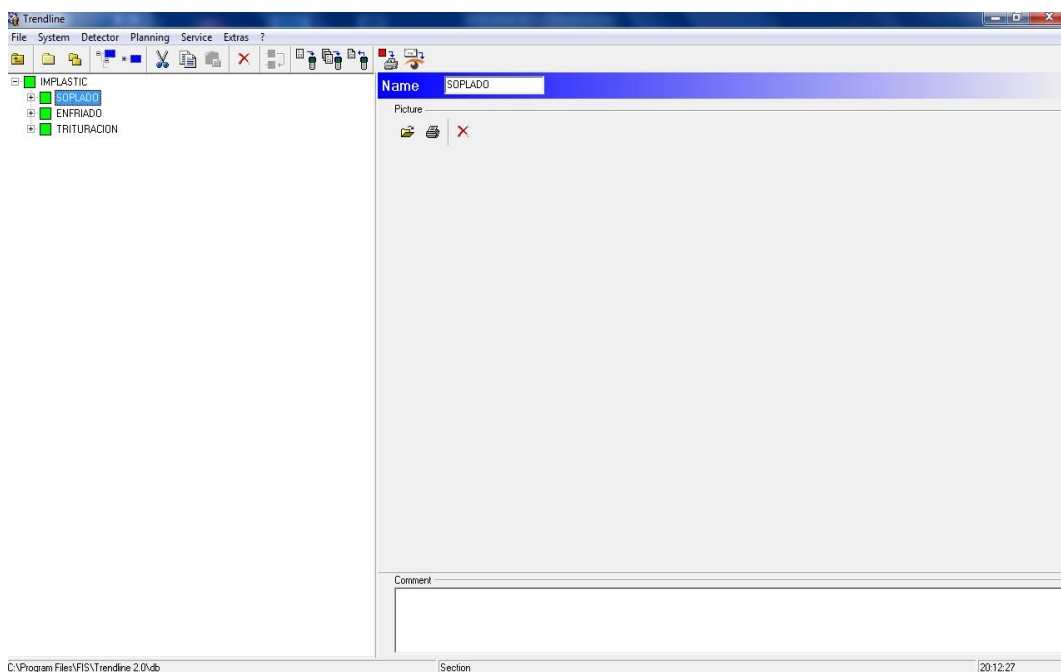 Trendline
File System Detector Planning Service Extras ?
IMPLASTIC
SOPLADO
ENFRIADO
TRITURACION
Name SOPLADO
Picture
Comment
C:\Program Files\FIS\Trendline 2.0\db Section 20:12:27